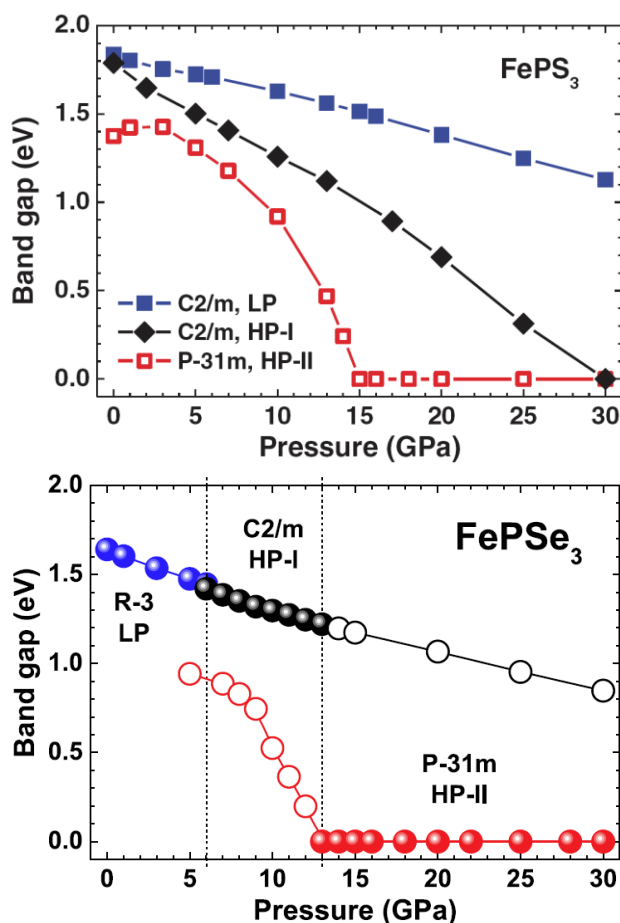 2.0
FePS3
1.5
1.0
0.5
C2/m, LP
C2/m, HP-I
P-31m, HP-II
0.0
0 5 10 15 20 25 30
Pressure (GPa)
Band gap (eV)
2.0
C2/m
HP-I
FePSe3
1.5
R-3
LP
1.0
0.5
P-31m
HP-II
0.0
0 5 10 15 20 25 30
Pressure (GPa)
Band gap (eV)